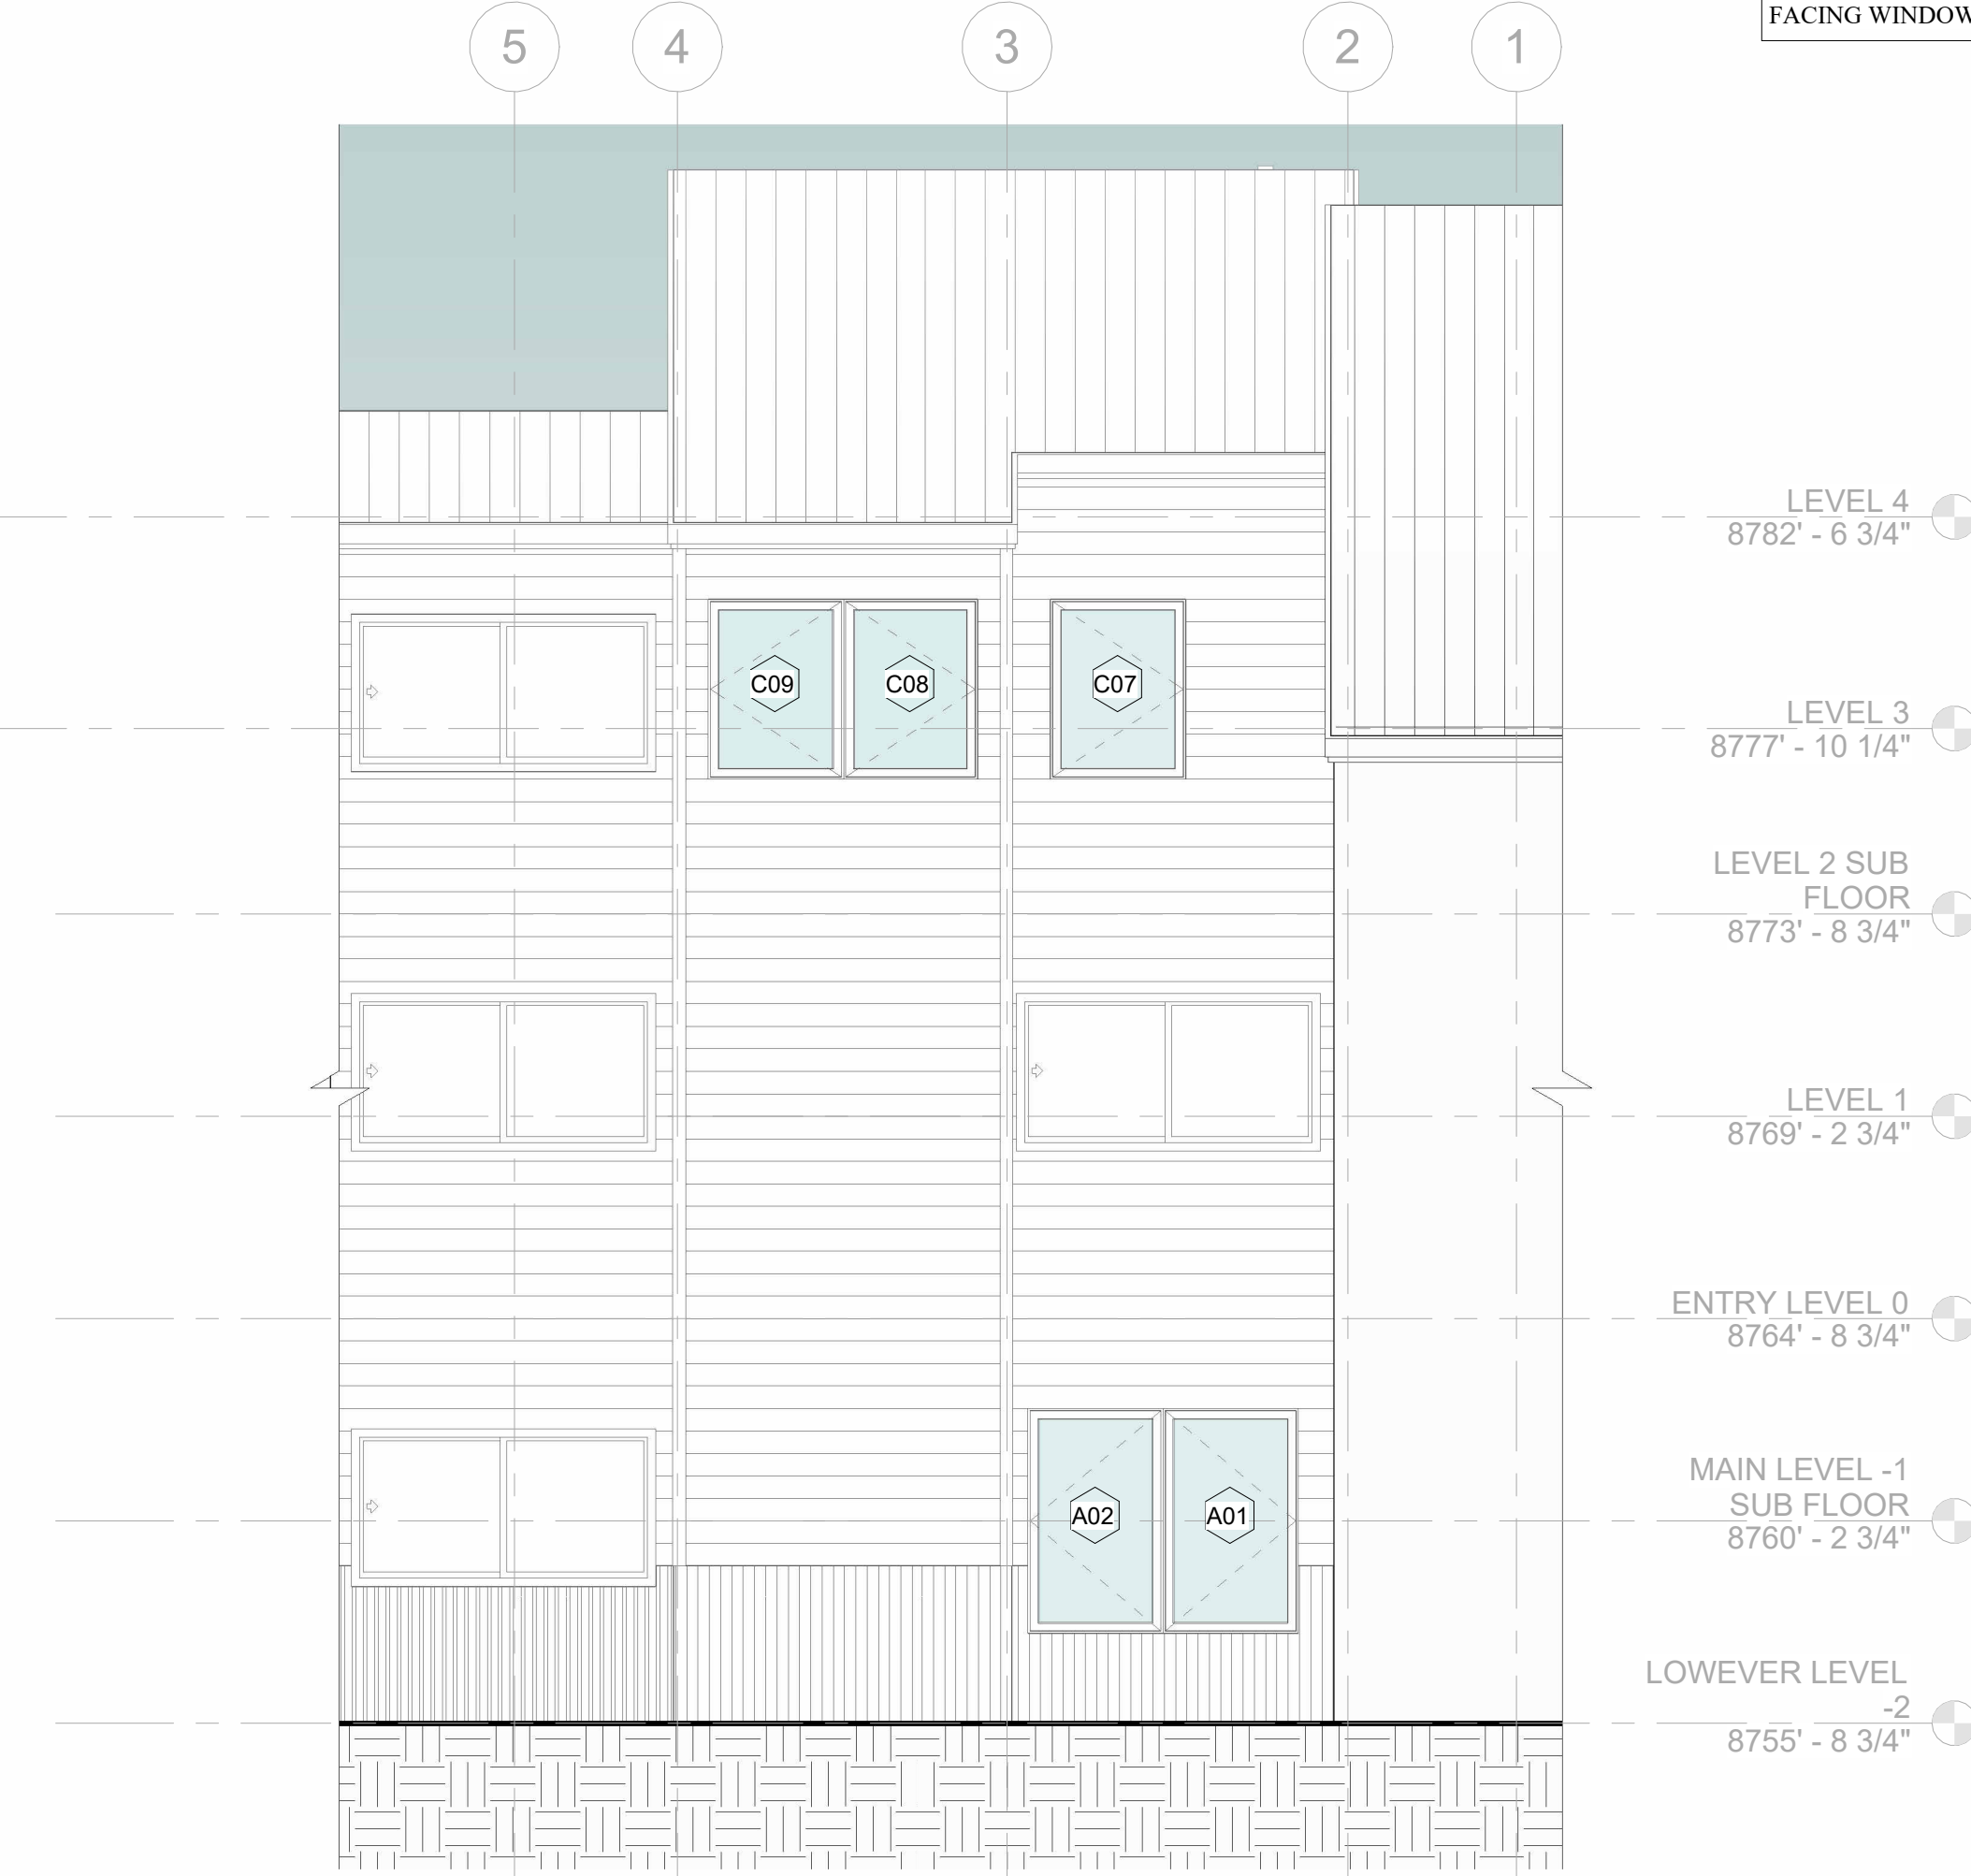 FACING WINDOW
5
4
3
2
1
LEVEL 4
8782' - 6 3/4"
C09
C08
C07
LEVEL 3
8777' - 10 1/4"
LEVEL 2 SUB
FLOOR
8773' - 8 3/4"
LEVEL 1
8769' - 2 3/4"
ENTRY LEVEL 0
8764' - 8 3/4"
MAIN LEVEL -1
SUB FLOOR
8760' - 2 3/4"
A02
A01
LOWEVER LEVEL
-2
8755' - 8 3/4"